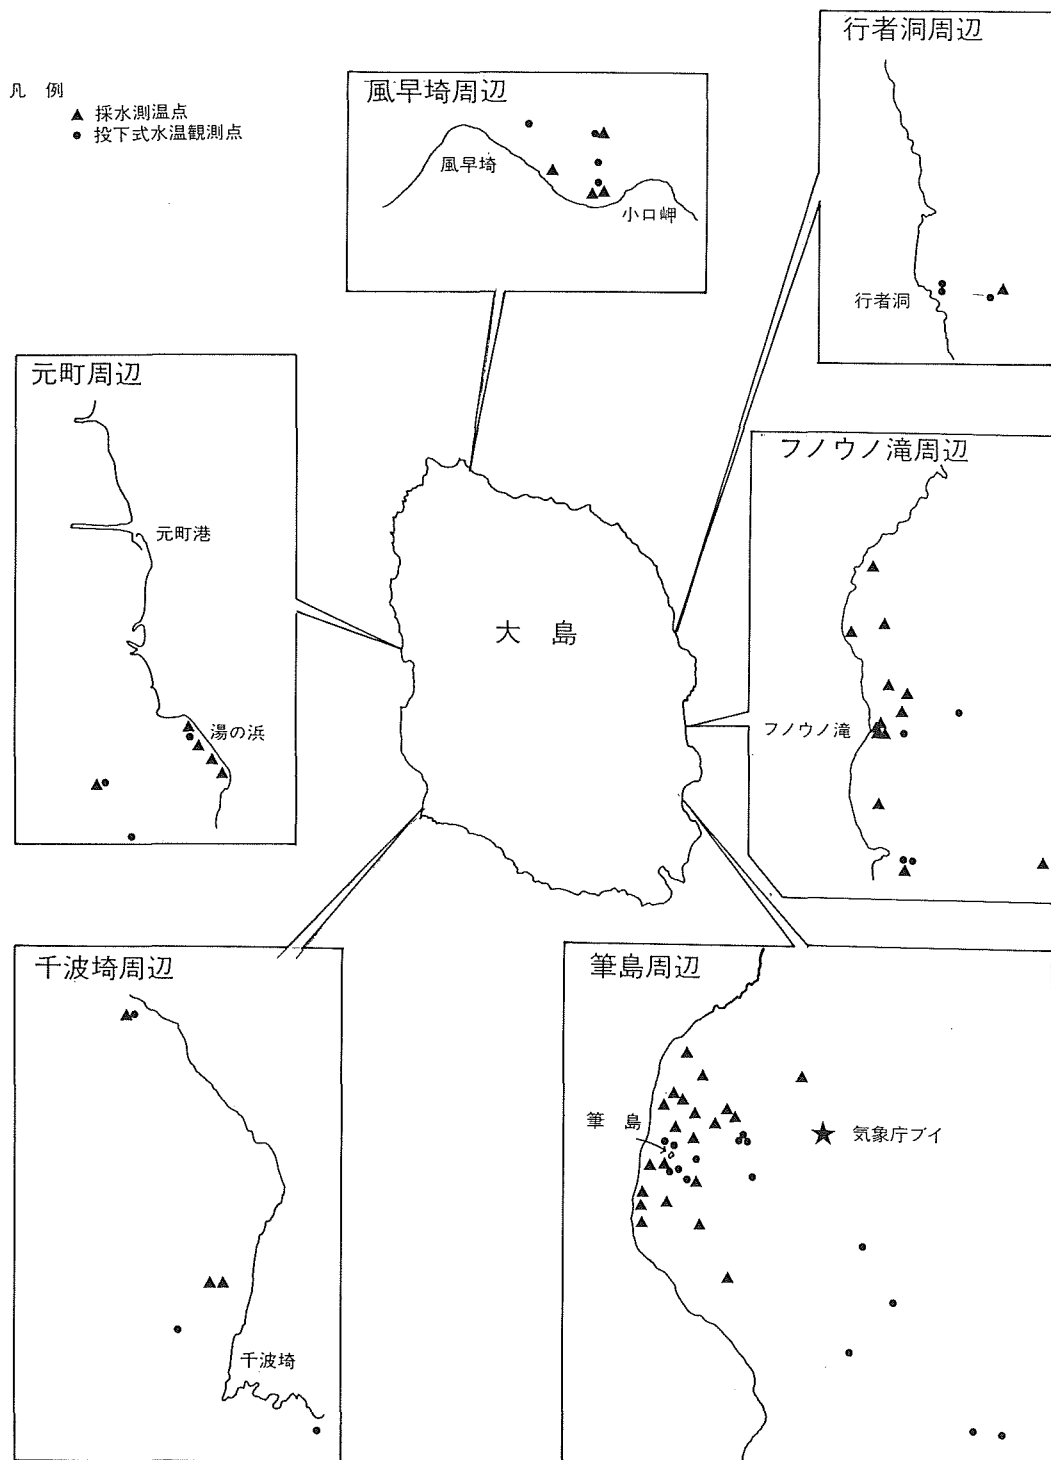 凡 例
▲ 採水測温点
● 投下式水温観測点
風早埼周辺
風早埼
小口岬
行者洞周辺
行者洞
元町周辺
元町港
湯の浜
大 島
フノウノ滝周辺
フノウノ滝
千波埼周辺
千波埼
筆島周辺
筆 島
気象庁ブイ